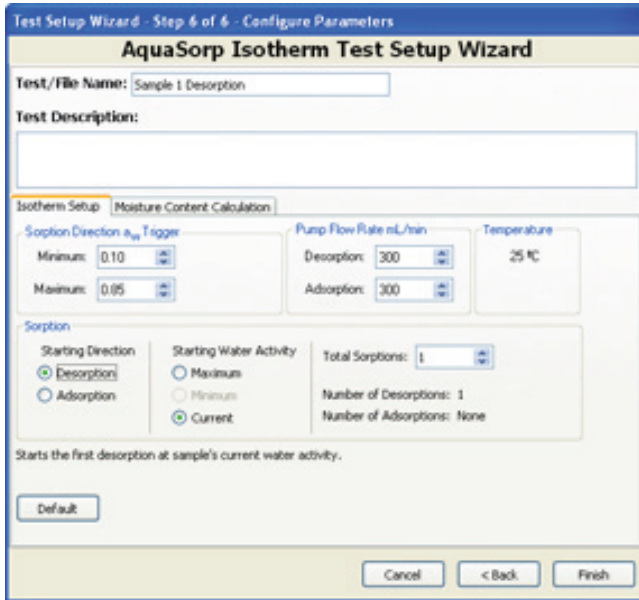 Test Setup Wizard - Step 6 of 6 - Configure Parameters
AquaSorp Isotherm Test Setup Wizard
Test/File Name: Sample 1 Desorption
Test Description:
Isotherm Setup Moisture Content Calculation
Sorption Direction aw Trigger Pump Flow Rate mL/min Temperature
Minimum: 0.10 Desorption: 300 25 ºC
Maximum: 0.85 Adsorption: 300
Sorption
Starting Direction Starting Water Activity Total Sorptions: 1
Desorption Maximum
Adsorption Minimum Number of Desorptions: 1
Current Number of Adsorptions: None
Starts the first desorption at sample's current water activity.
Default
Cancel < Back Finish